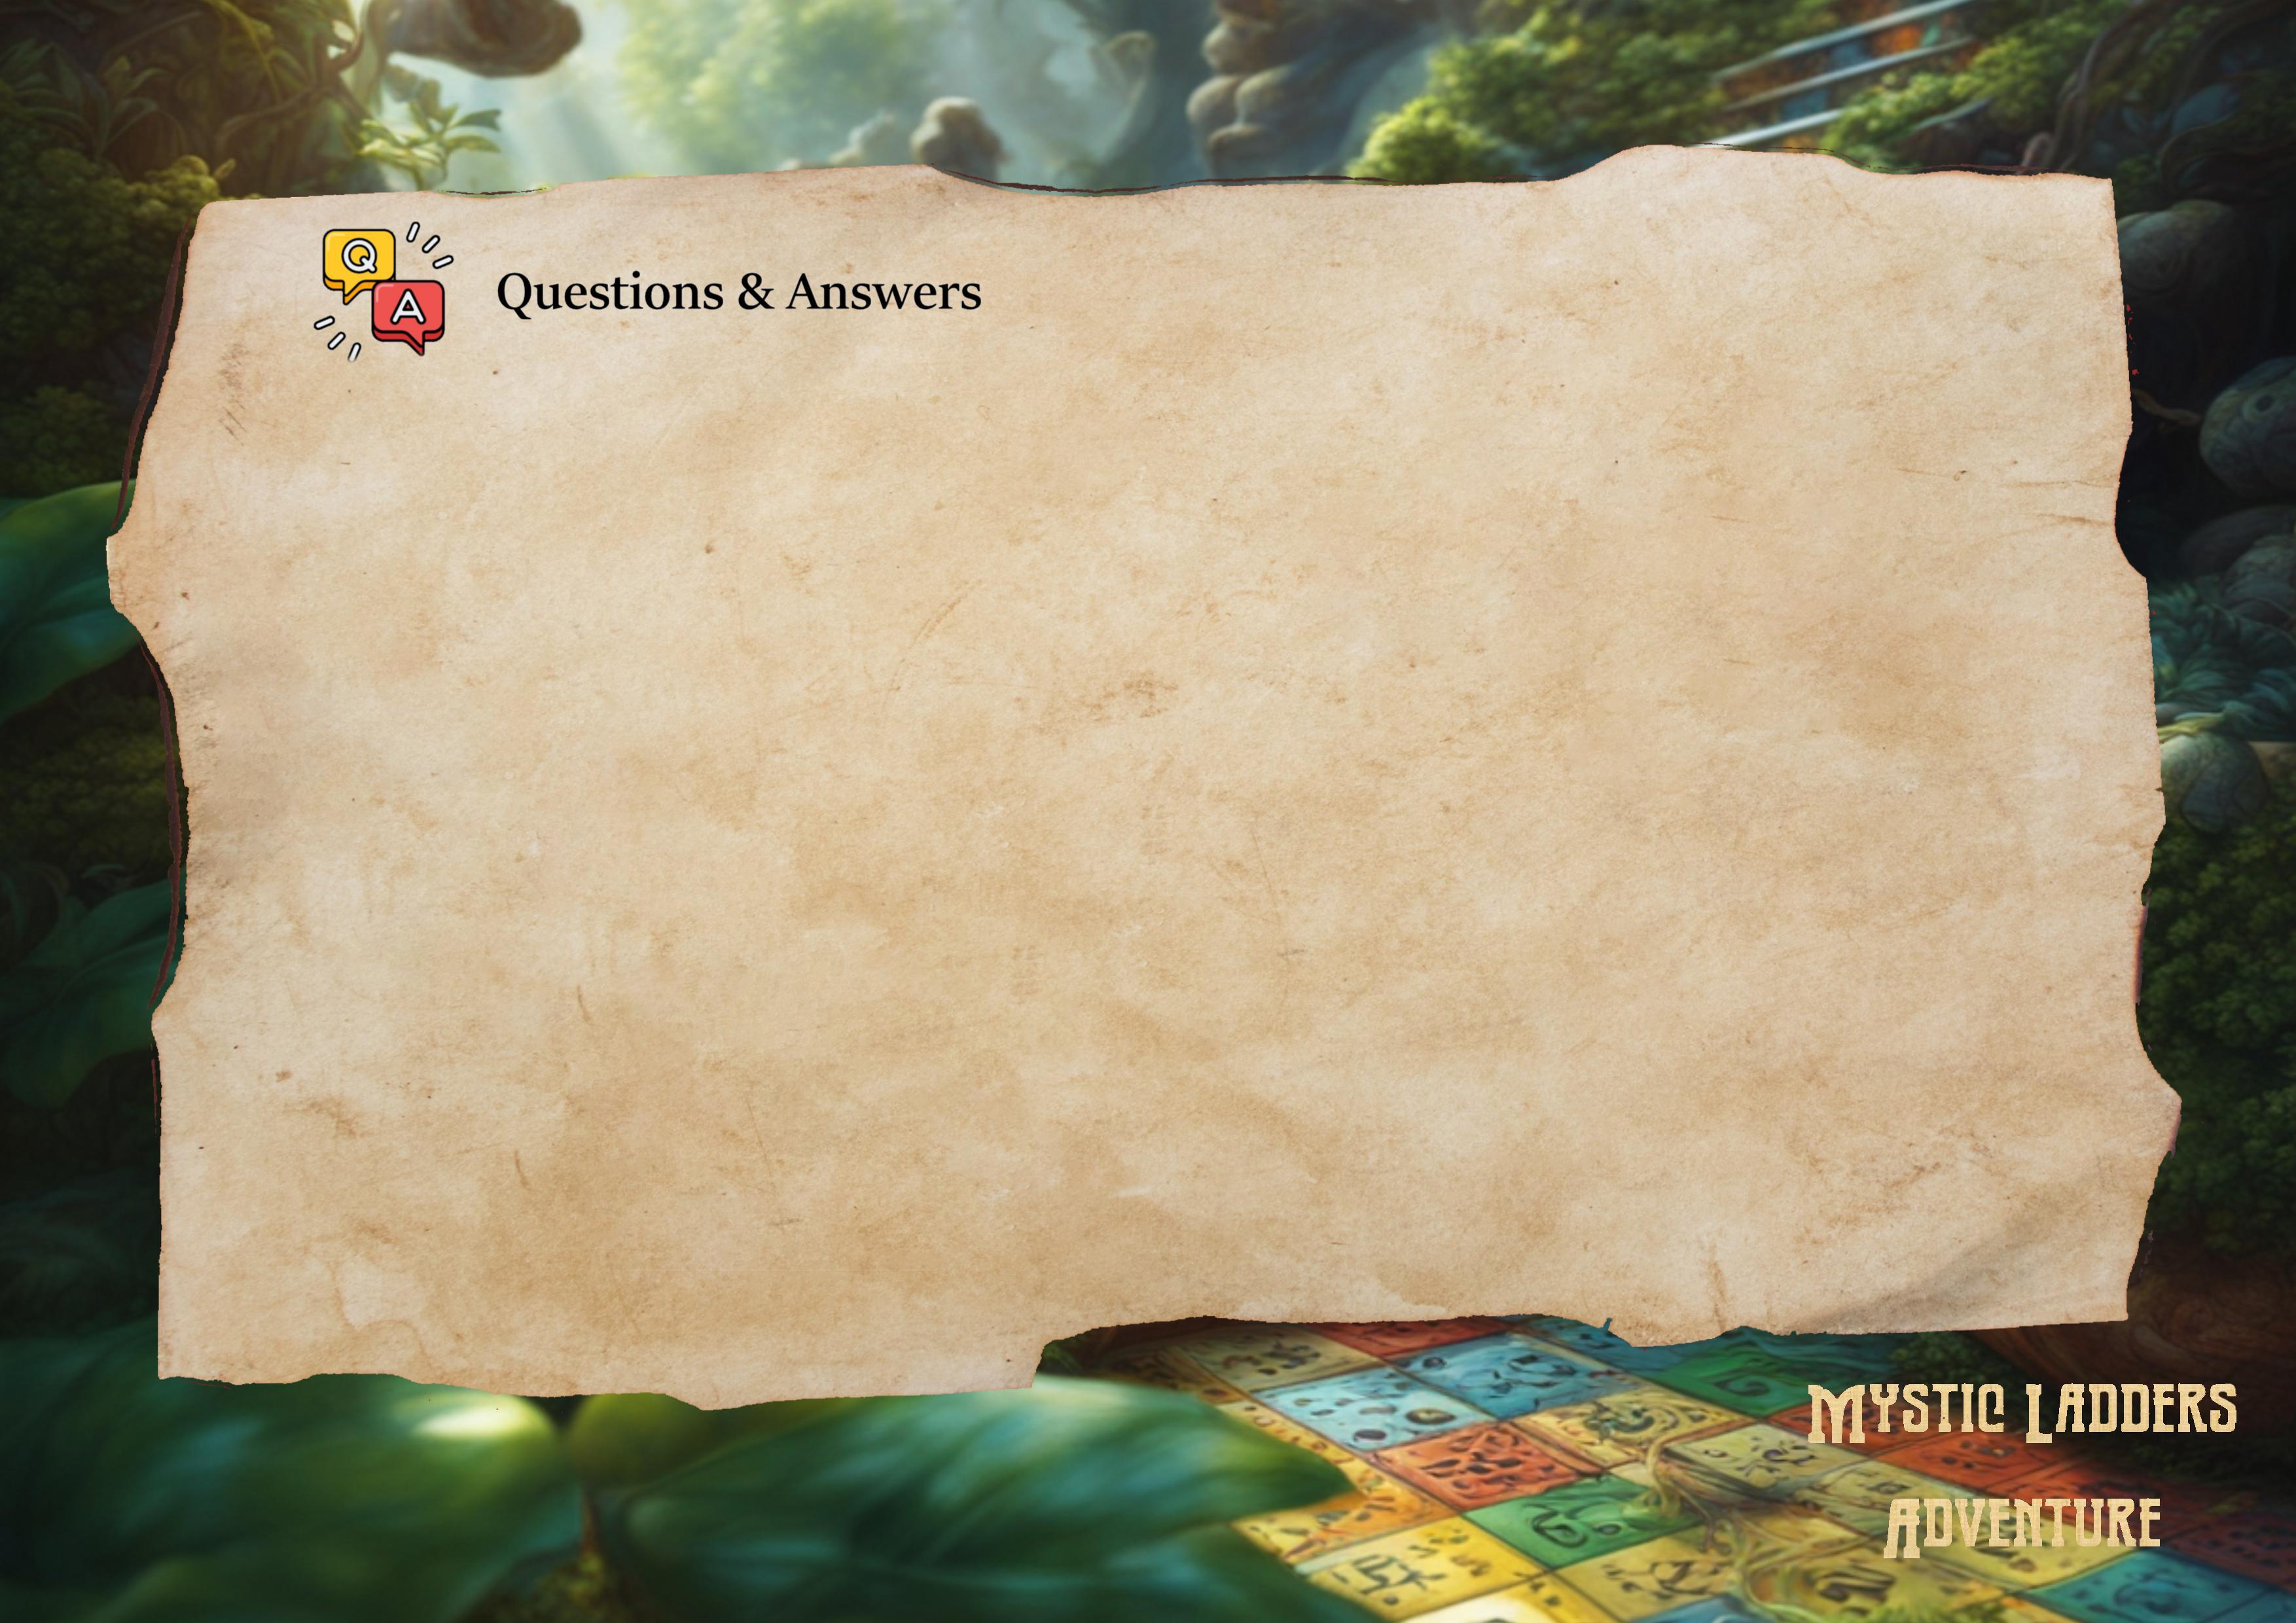 Q
A
Questions & Answers
Mystic Ladders
Adventure